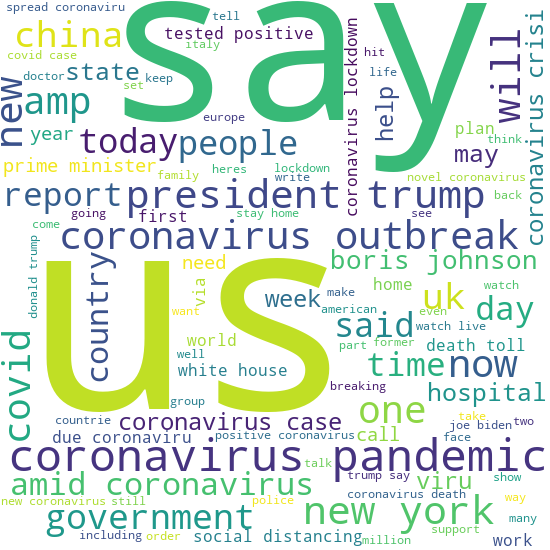 spread coronaviru
tell
say
china
tested positive
covid case
italy
hit
doctor
state
keep
life
new
amp
set
will
coronavirus crisi
coronavirus lockdown
help
year
today
people
europe
plan
think
prime minister
heres
lockdown
may
family
write
novel coronavirus
report
president trump
back
going
first
stay home
see
come
coronavirus outbreak
donald trump
country
us
need
via
boris johnson
week
make
home
watch
uk
day
american
even
said
watch live
covid
world
part
former
death toll
want
well
white house
time
now
breaking
hospital
group
countrie
coronavirus case
one
take
joe biden
two
due coronaviru
positive coronavirus
call
face
coronavirus pandemic
talk
amid coronavirus
trump say
viru
show
new coronavirus
still
police
coronavirus death
way
government
new york
support
many
including
order
social distancing
million
work